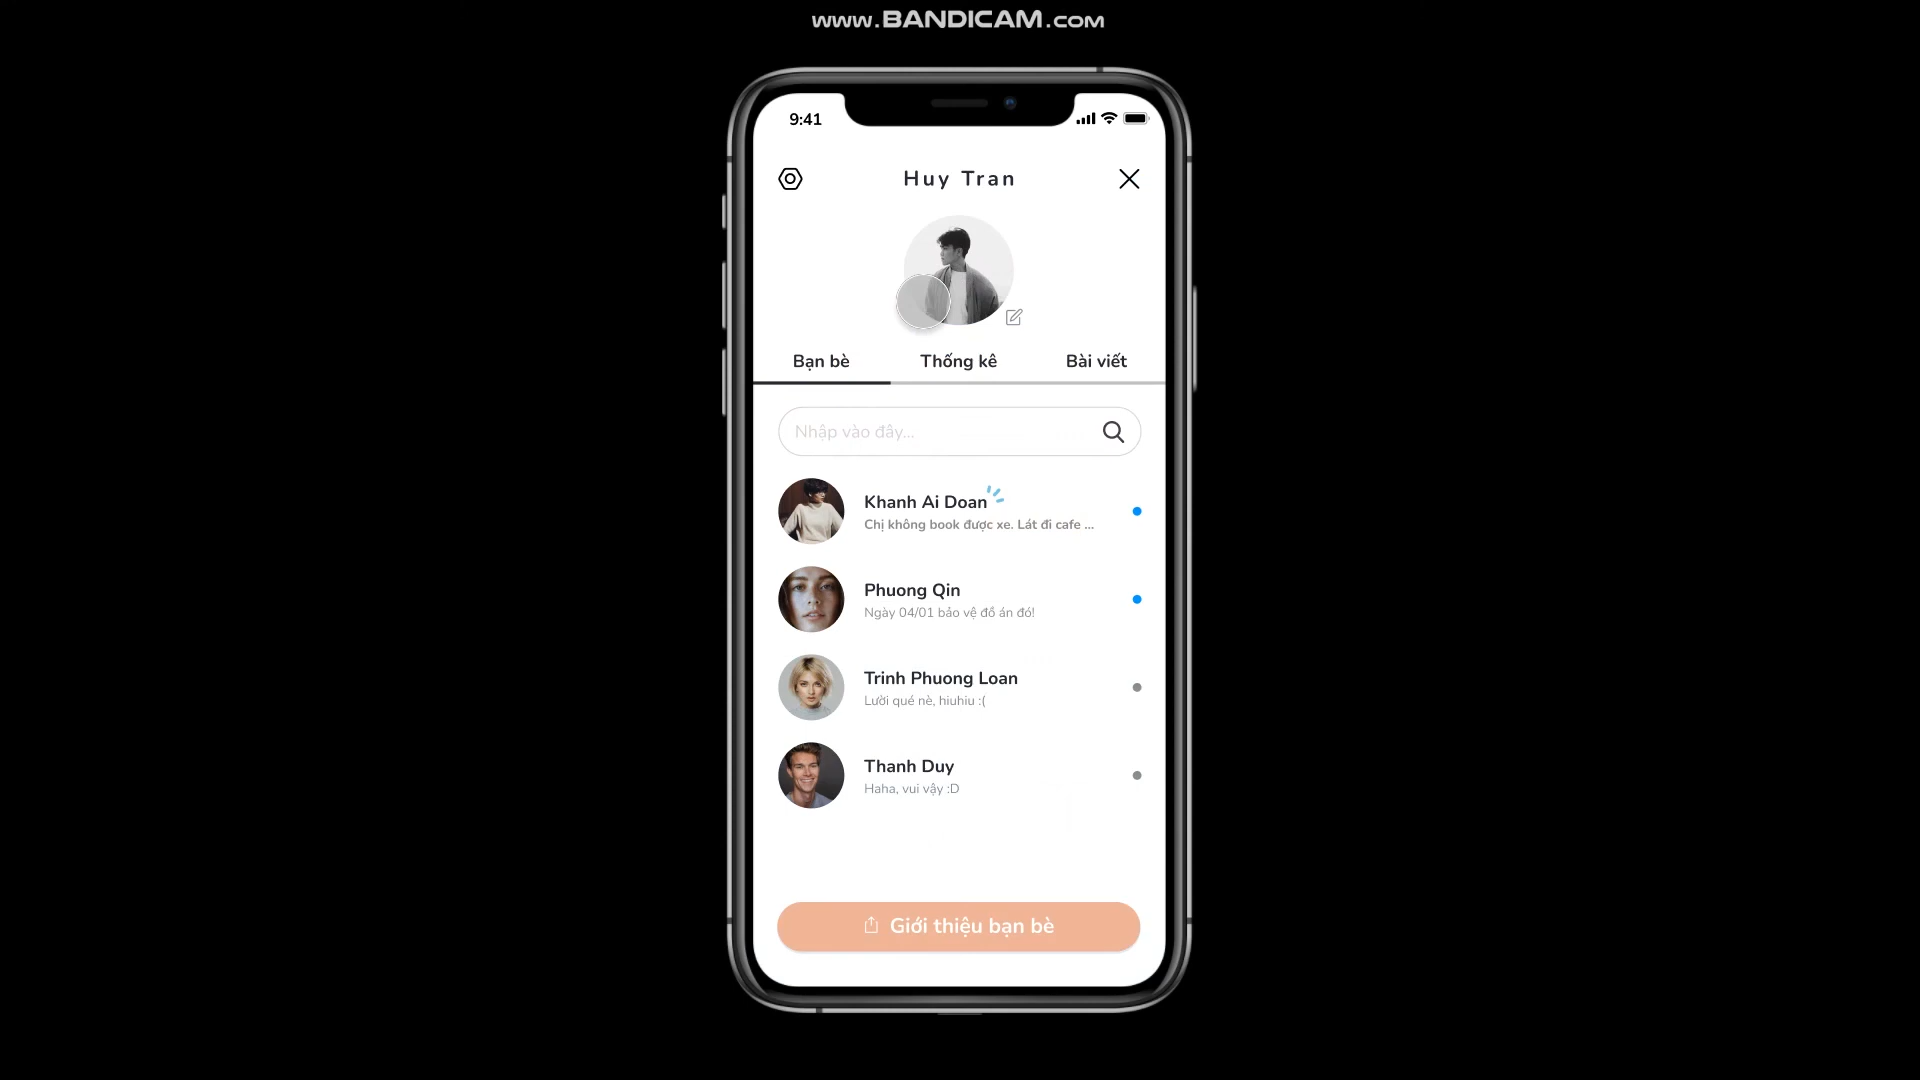 www.BANDICAM.com
9:41
Huy Tran
Bạn bè
Thống kê
Bài viết
Nhập vào đây...
Khanh Ai Doan
Chị không book được xe. Lát đi cafe ...
Phuong Qin
Ngày 04/01 bảo vệ đồ án đó!
Trinh Phuong Loan
Lười qué nè, hiuhiu :(
Thanh Duy
Haha, vui vậy :D
Giới thiệu bạn bè